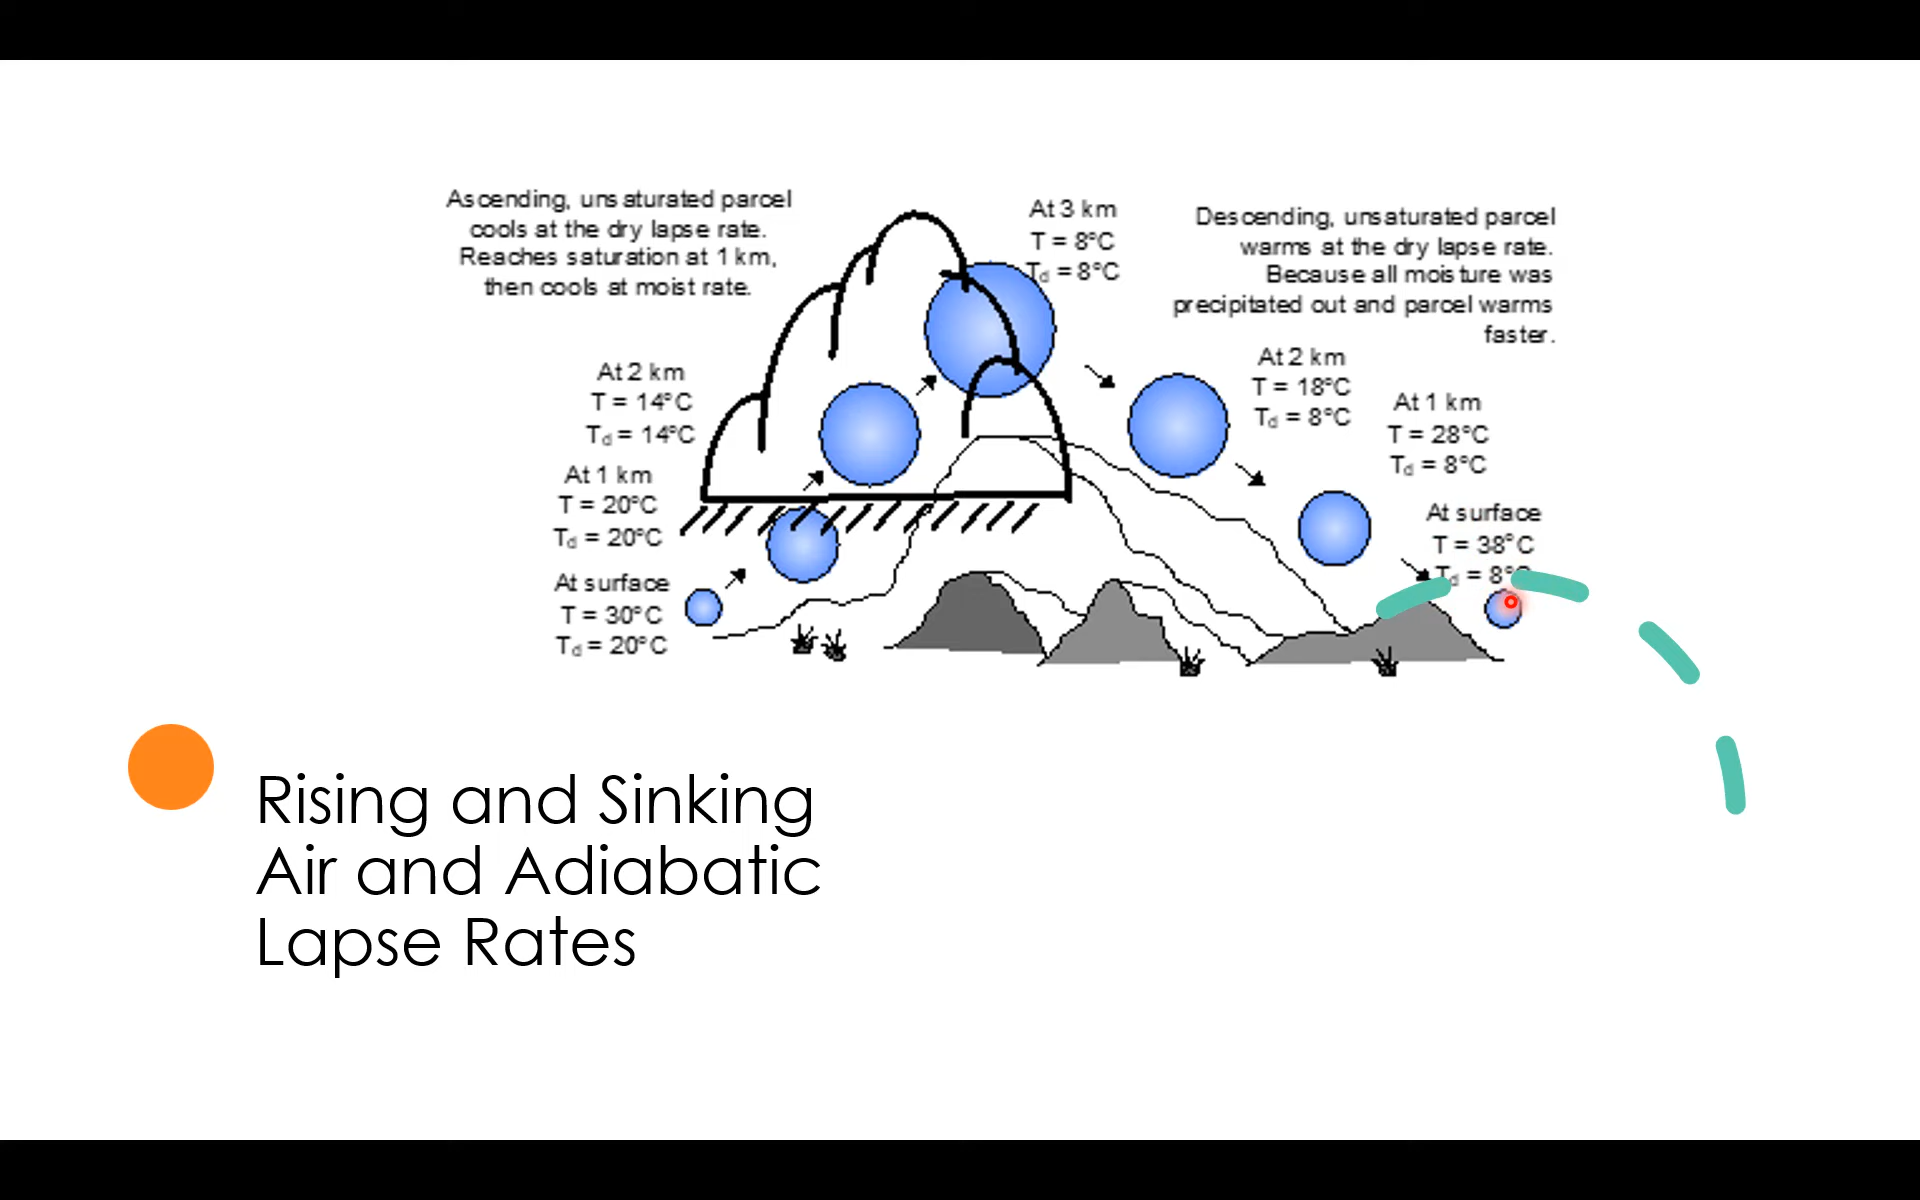 Ascending, unsaturated parcel
cools at the dry lapse rate.
Reaches saturation at 1 km,
then cools at moist rate.
At 3 km
T = 8°C
Td = 8°C
Descending, unsaturated parcel
warms at the dry lapse rate.
Because all moisture was
precipitated out and parcel warms
faster.
At 2 km
T = 14°C
Td = 14°C
At 1 km
T = 20°C
Td = 20°C
At surface
T = 30°C
Td = 20°C
At 2 km
T = 18°C
Td = 8°C
At 1 km
T = 28°C
Td = 8°C
At surface
T = 38°C
Td = 8°C
Rising and Sinking
Air and Adiabatic
Lapse Rates